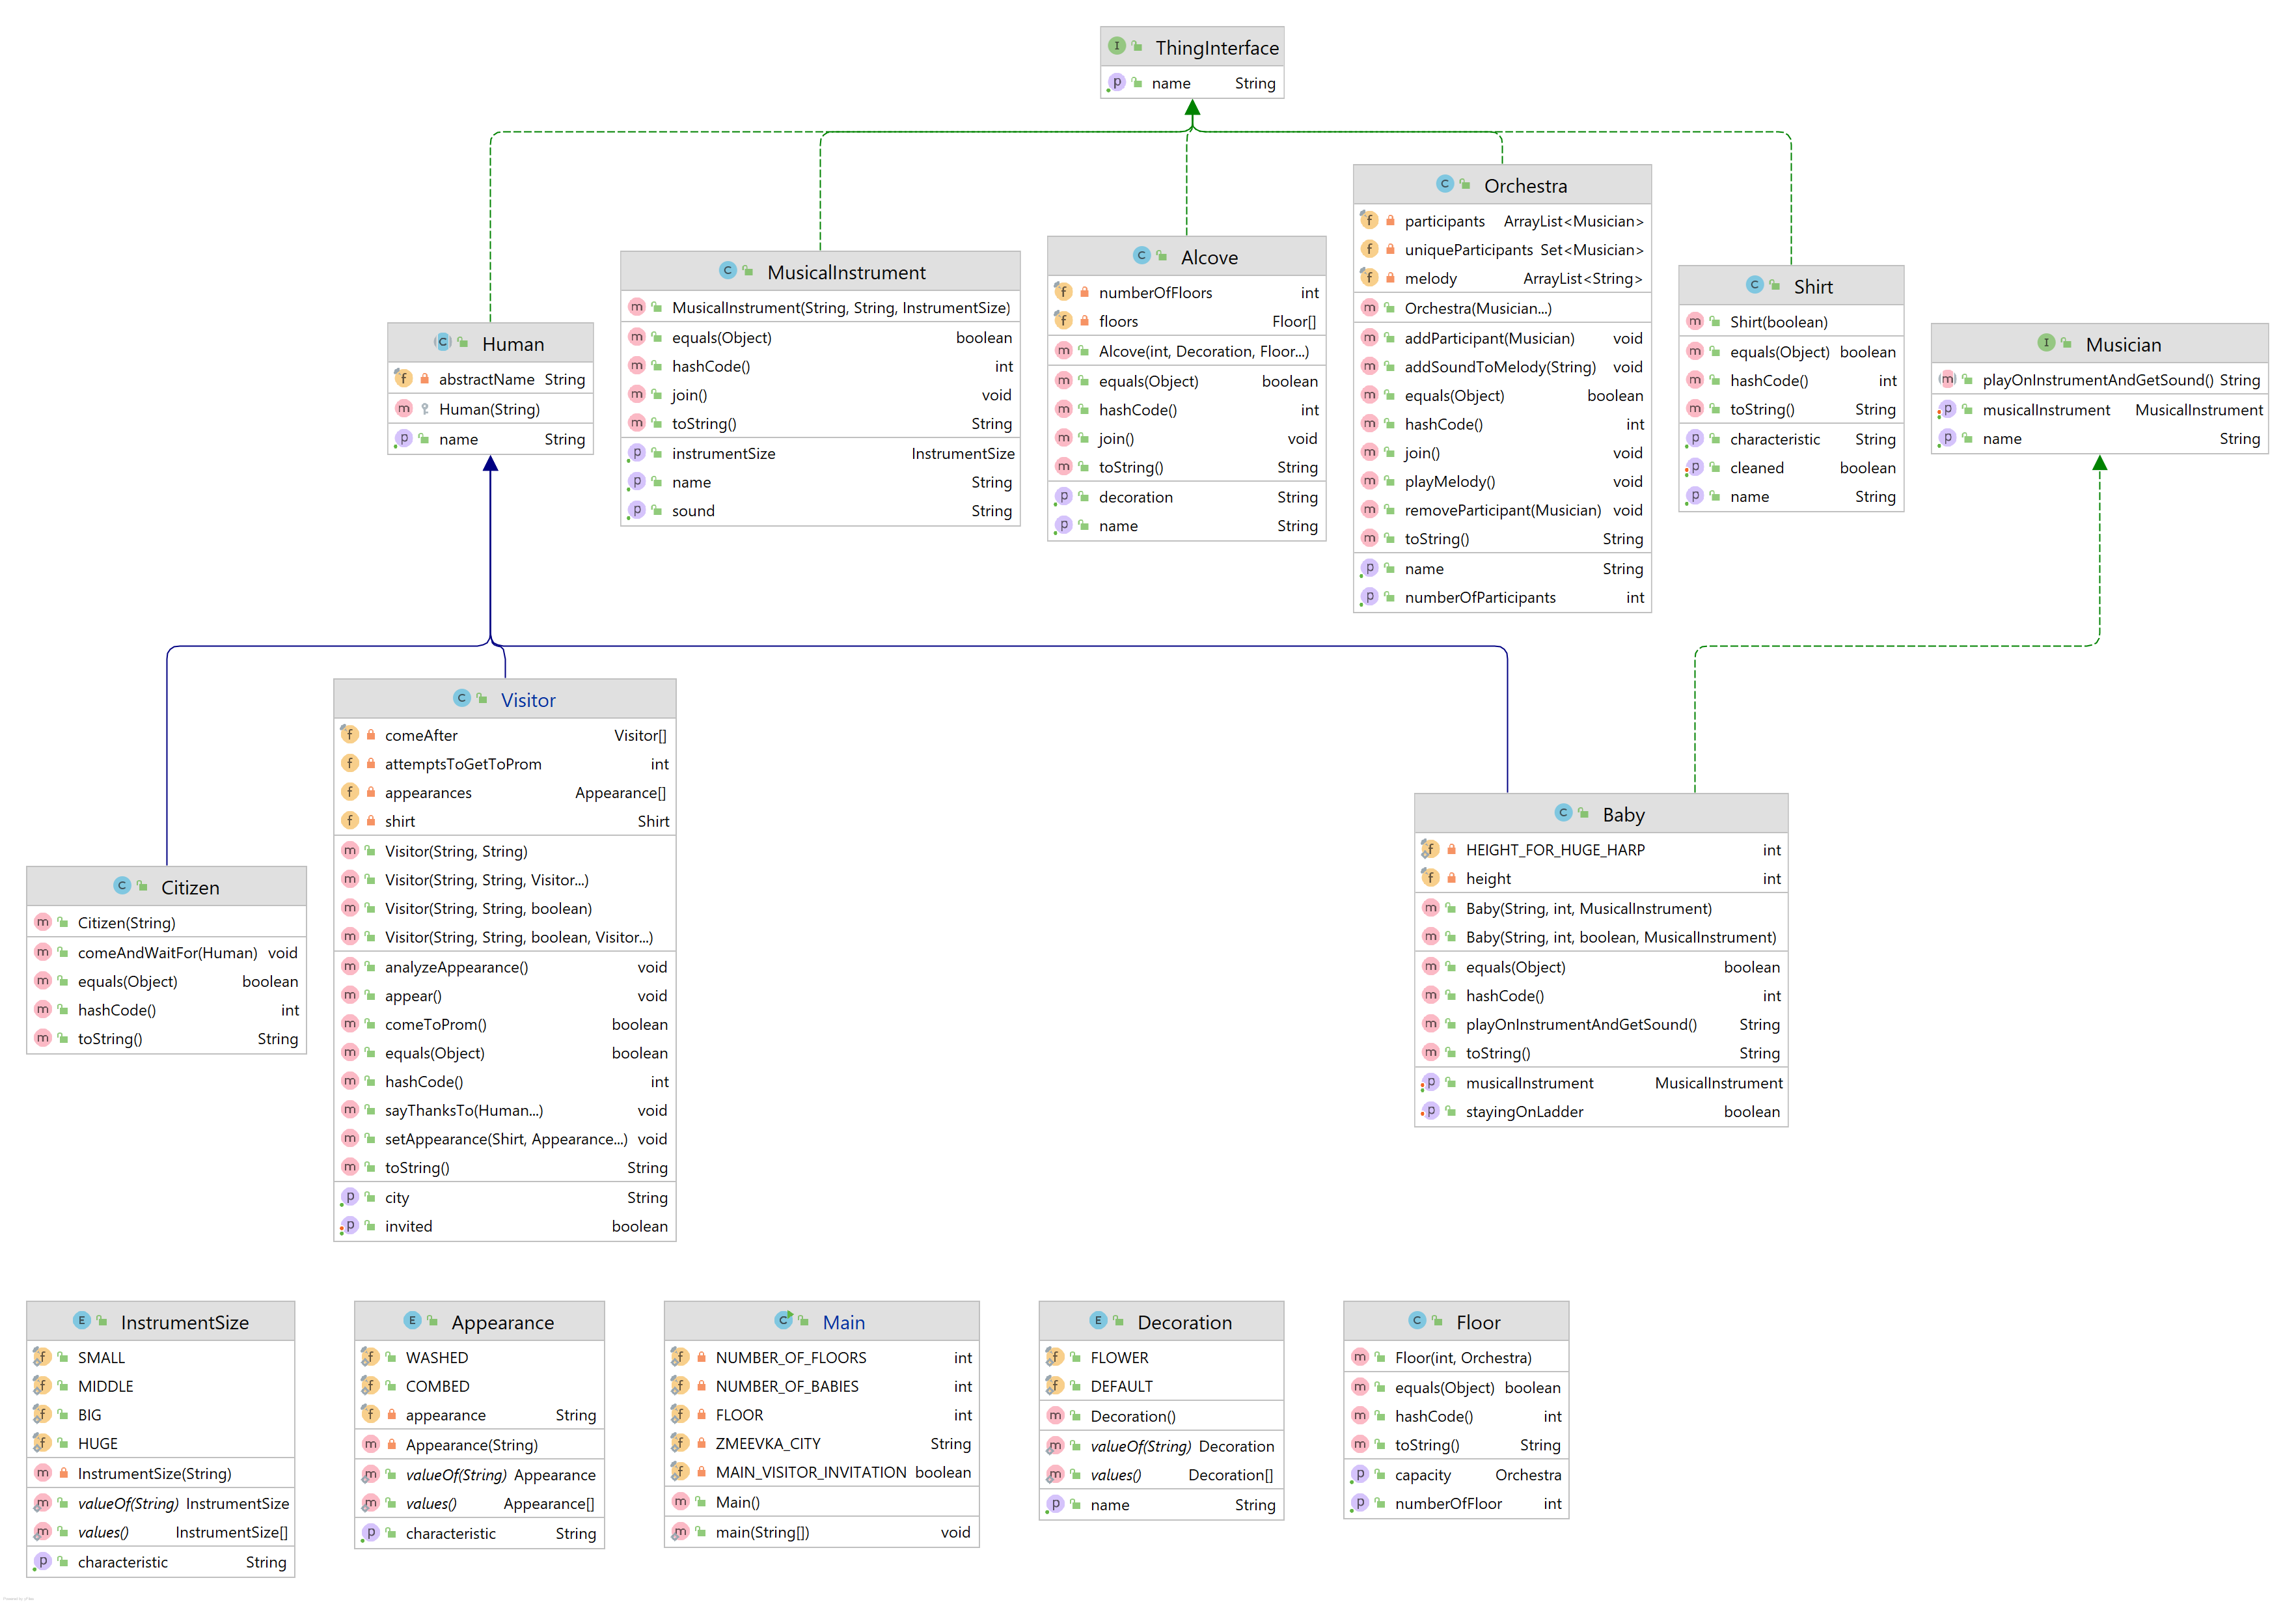 ThingInterface
name String
Human
abstractName String
Human(String)
name String
MusicalInstrument
MusicalInstrument(String, String, InstrumentSize)
equals(Object) boolean
hashCode() int
join() void
toString() String
instrumentSize InstrumentSize
name String
sound String
Alcove
numberOfFloors int
floors Floor[]
Alcove(int, Decoration, Floor...)
equals(Object) boolean
hashCode() int
join() void
toString() String
decoration String
name String
Orchestra
participants ArrayList<Musician>
uniqueParticipants Set<Musician>
melody ArrayList<String>
Orchestra(Musician...)
addParticipant(Musician) void
addSoundToMelody(String) void
equals(Object) boolean
hashCode() int
join() void
playMelody() void
removeParticipant(Musician) void
toString() String
name String
numberOfParticipants int
Shirt
Shirt(boolean)
equals(Object) boolean
hashCode() int
toString() String
characteristic String
cleaned boolean
name String
Musician
playOnInstrumentAndGetSound() String
musicalInstrument MusicalInstrument
name String
Citizen
Citizen(String)
comeAndWaitFor(Human) void
equals(Object) boolean
hashCode() int
toString() String
Visitor
comeAfter Visitor[]
attemptsToGetToProm int
appearances Appearance[]
shirt Shirt
Visitor(String, String)
Visitor(String, String, Visitor...)
Visitor(String, String, boolean)
Visitor(String, String, boolean, Visitor...)
analyzeAppearance() void
appear() void
comeToProm() boolean
equals(Object) boolean
hashCode() int
sayThanksTo(Human...) void
setAppearance(Shirt, Appearance...) void
toString() String
city String
invited boolean
Baby
HEIGHT_FOR_HUGE_HARP int
height int
Baby(String, int, MusicalInstrument)
Baby(String, int, boolean, MusicalInstrument)
equals(Object) boolean
hashCode() int
playOnInstrumentAndGetSound() String
toString() String
musicalInstrument MusicalInstrument
stayingOnLadder boolean
InstrumentSize
SMALL
MIDDLE
BIG
HUGE
InstrumentSize(String)
valueOf(String) InstrumentSize
values() InstrumentSize[]
characteristic String
Appearance
WASHED
COMBED
appearance String
Appearance(String)
valueOf(String) Appearance
values() Appearance[]
characteristic String
Main
NUMBER_OF_FLOORS int
NUMBER_OF_BABIES int
FLOOR int
ZMEEVKA_CITY String
MAIN_VISITOR_INVITATION boolean
Main()
main(String[]) void
Decoration
FLOWER
DEFAULT
Decoration()
valueOf(String) Decoration
values() Decoration[]
name String
Floor
Floor(int, Orchestra)
equals(Object) boolean
hashCode() int
toString() String
capacity Orchestra
numberOfFloor int